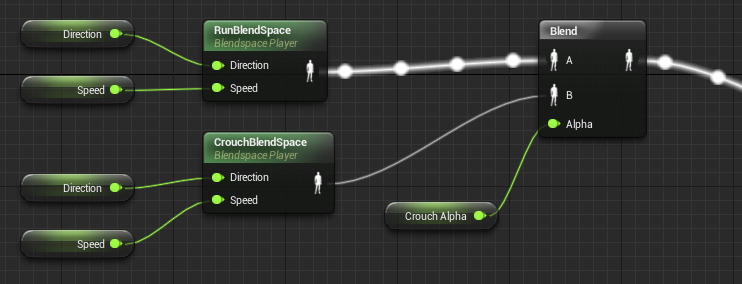 Direction
Speed
RunBlendSpace
Blendspace Player
Direction
Speed
Blend
A
B
Alpha
CrouchBlendSpace
Blendspace Player
Direction
Speed
Direction
Speed
Crouch Alpha